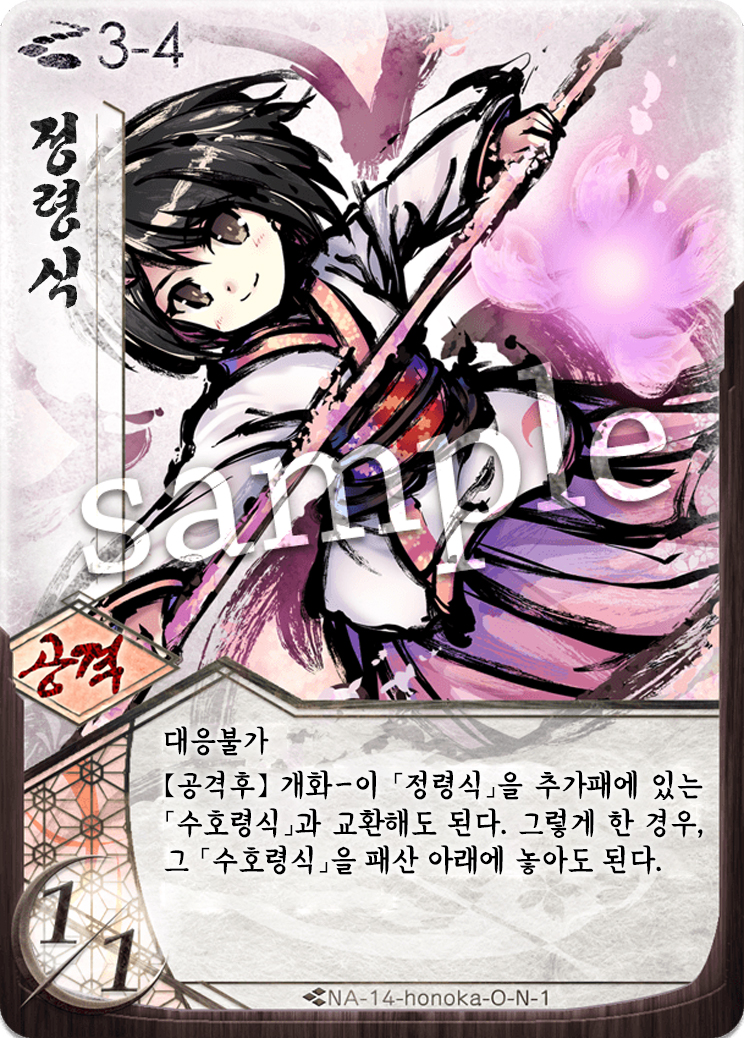 3-4
정령식
sample
공격
대응불가
【공격후】 개화-이 「정령식」을 추가패에 있는
「수호령식」과 교환해도 된다. 그렇게 한 경우,
그 「수호령식」을 패산 아래에 놓아도 된다.
1/1
NA-14-honoka-O-N-1